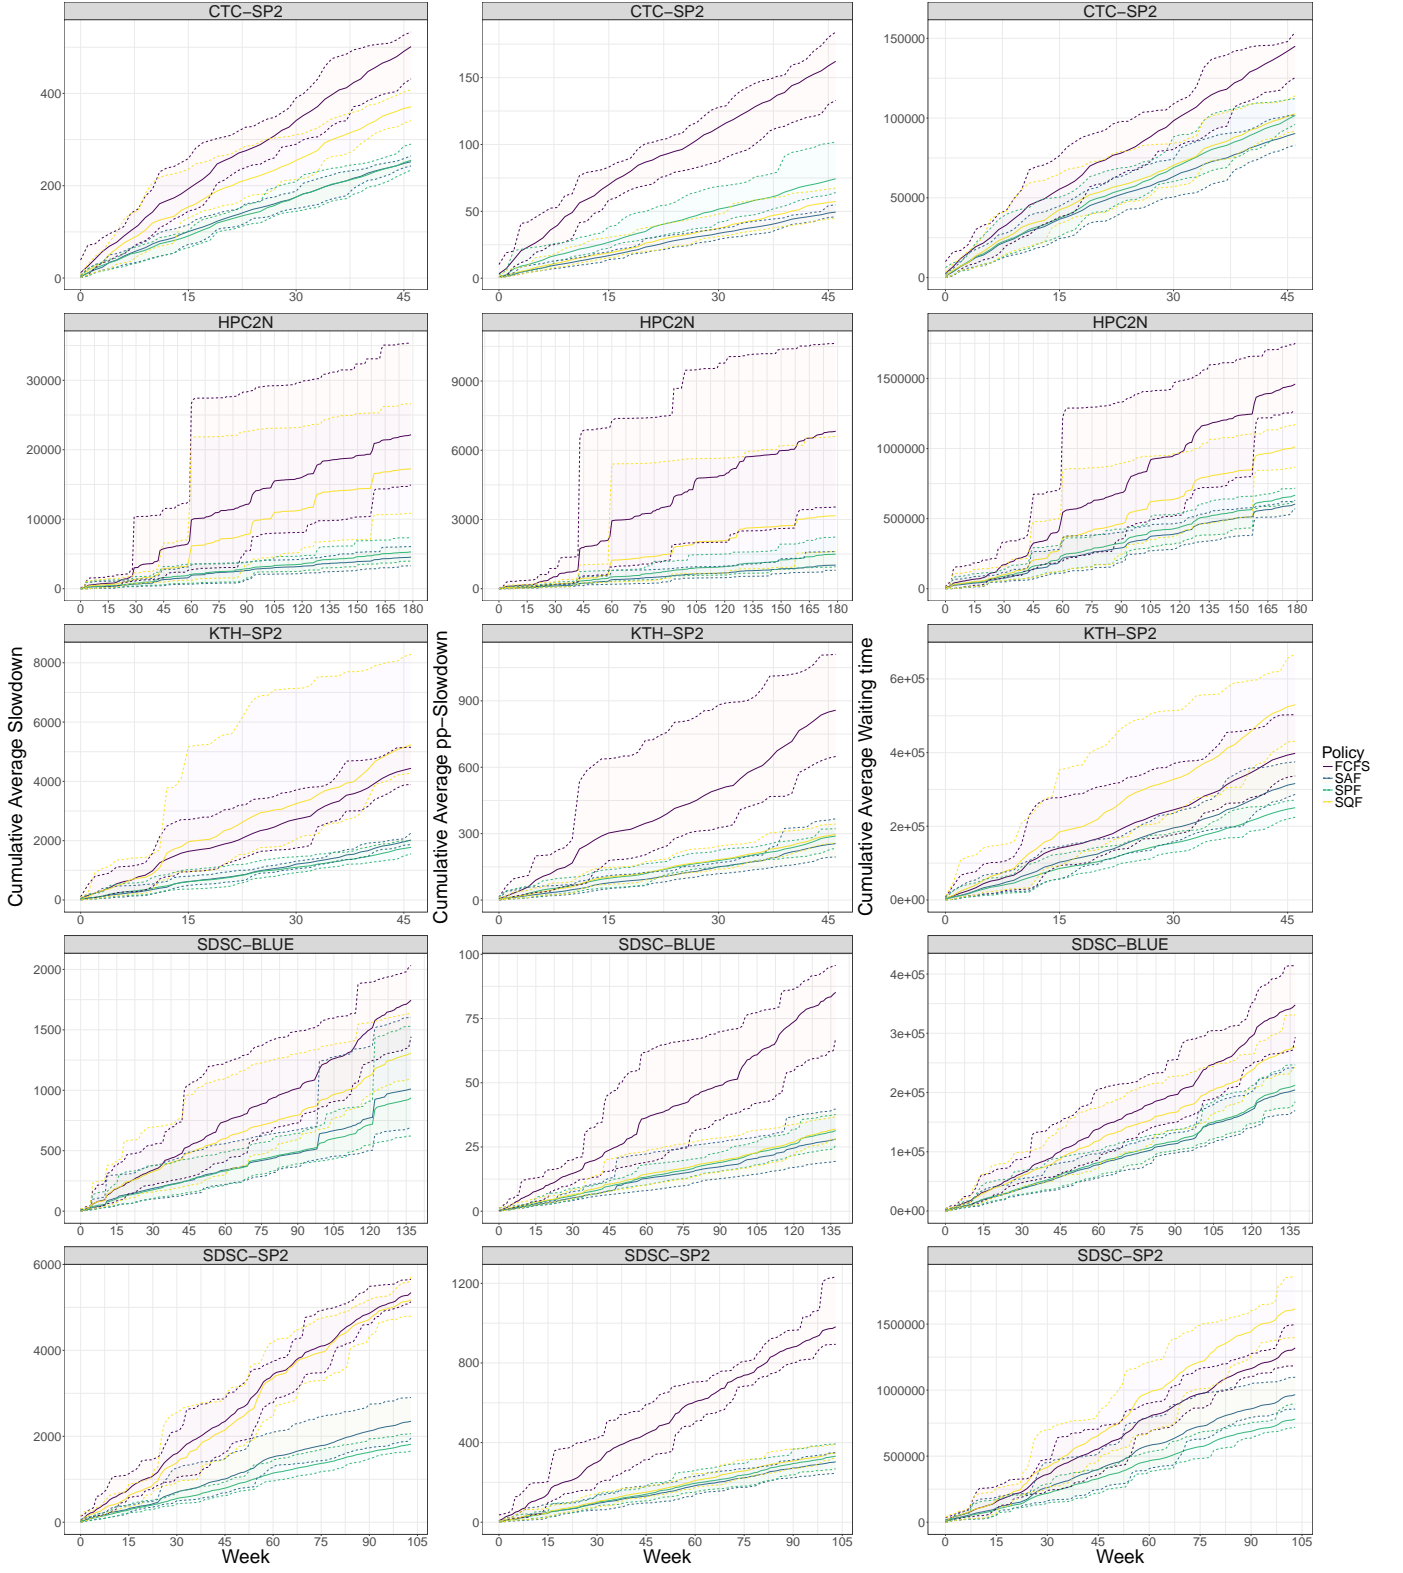 CTC−SP2 CTC−SP2 CTC−SP2
400
200
0
0 15 30 45
150
100
50
0
0 15 30 45
150000
100000
50000
0
0 15 30 45
HPC2N HPC2N HPC2N
30000
20000
10000
0
0 15 30 45 60 75 90 105 120 135 150 165 180
9000
6000
3000
0
0 15 30 45 60 75 90 105 120 135 150 165 180
1500000
1000000
500000
0
0 15 30 45 60 75 90 105 120 135 150 165 180
KTH−SP2 KTH−SP2 KTH−SP2
Cumulative Average Slowdown
8000
6000
4000
2000
0
0 15 30 45
Cumulative Average pp−Slowdown
900
600
300
0
0 15 30 45
Cumulative Average Waiting time
6e+05
4e+05
2e+05
0e+00
0 15 30 45
Policy
FCFS
SAF
SPF
SQF
SDSC−BLUE SDSC−BLUE SDSC−BLUE
2000
1500
1000
500
0
0 15 30 45 60 75 90 105 120 135
100
75
50
25
0
0 15 30 45 60 75 90 105 120 135
4e+05
3e+05
2e+05
1e+05
0e+00
0 15 30 45 60 75 90 105 120 135
SDSC−SP2 SDSC−SP2 SDSC−SP2
6000
4000
2000
0
0 15 30 45 60 75 90 105
Week
1200
800
400
0
0 15 30 45 60 75 90 105
Week
1500000
1000000
500000
0
0 15 30 45 60 75 90 105
Week